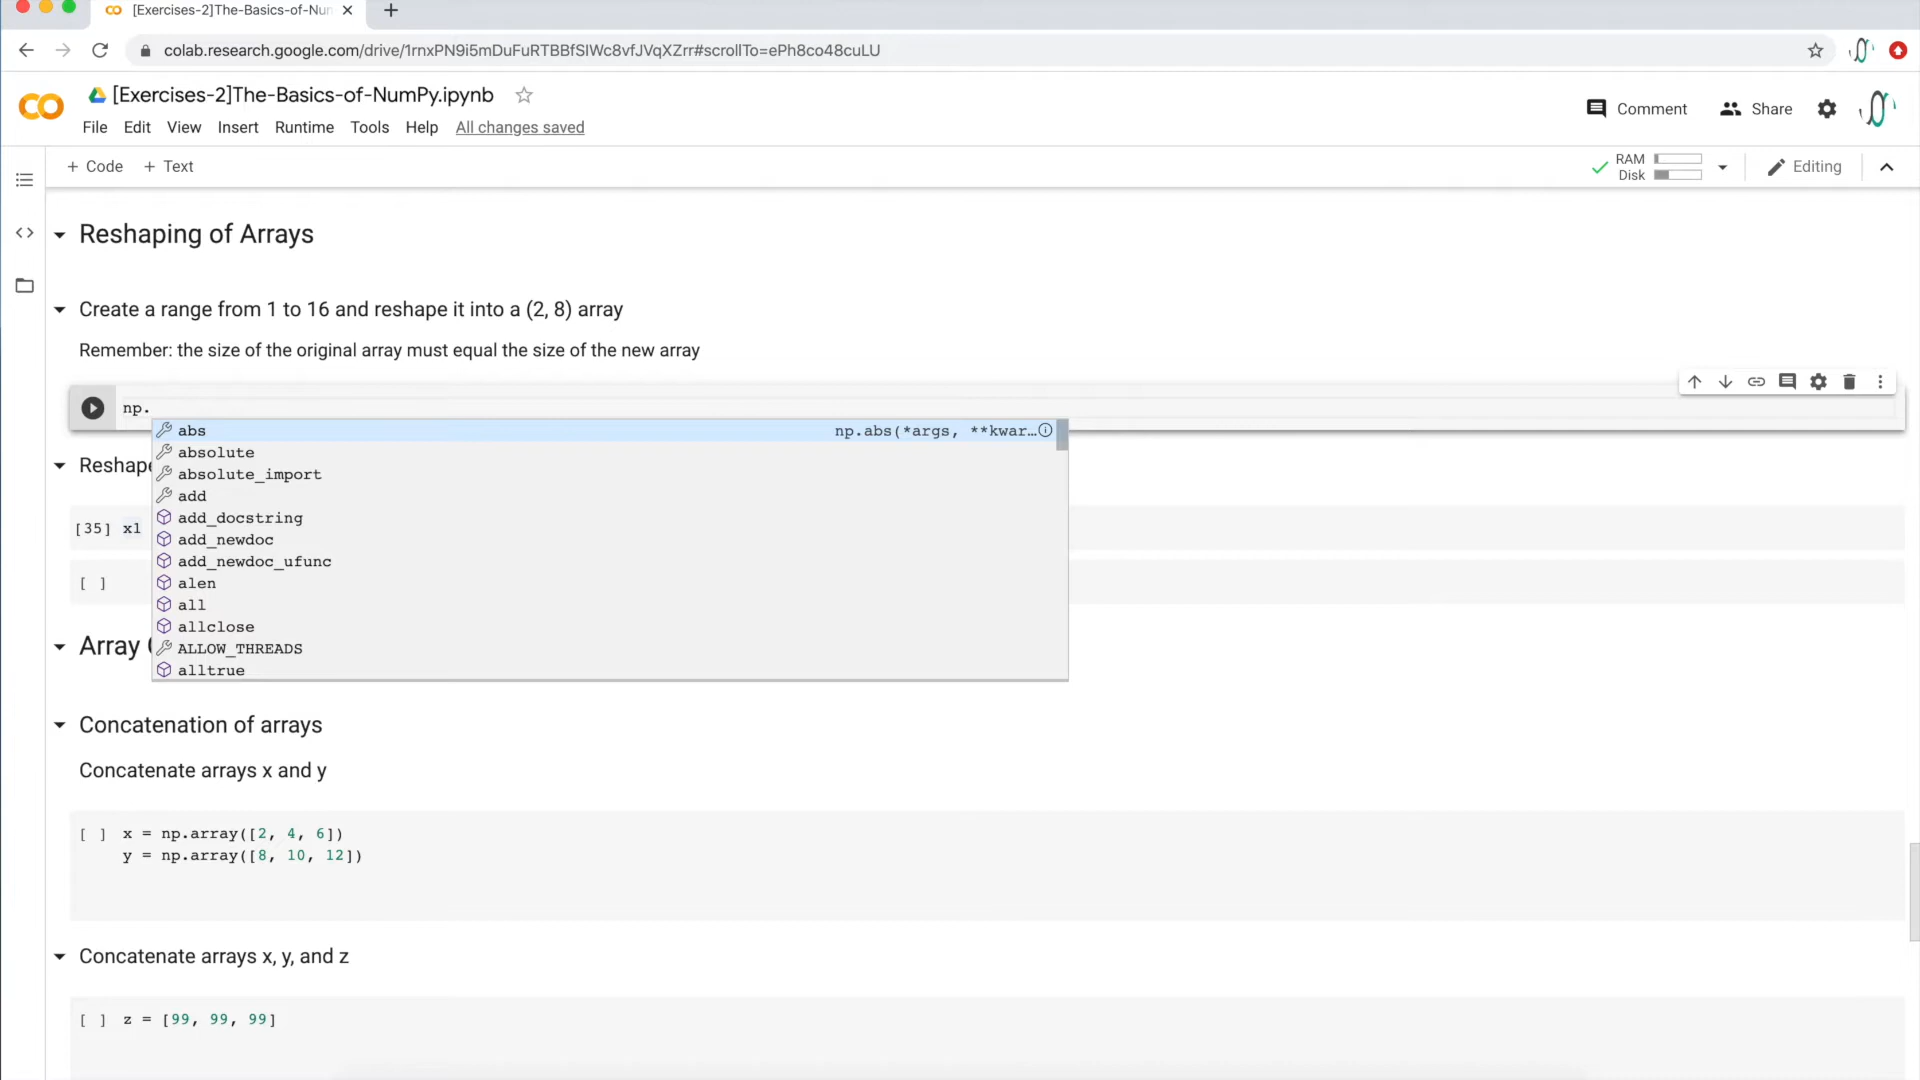 [Exercises-2]The-Basics-of-Nu
colab.research.google.com/drive/1rnxPN9i5mDuFuRTBBfSlWc8vfJVqXZrr#scrollTo=ePh8co48cuLU
[Exercises-2]The-Basics-of-NumPy.ipynb
Comment
Share
File Edit View Insert Runtime Tools Help All changes saved
+ Code + Text
RAM
Disk
Editing
Reshaping of Arrays
Create a range from 1 to 16 and reshape it into a (2, 8) array
Remember: the size of the original array must equal the size of the new array
np.
abs np.abs(*args, **kwar…
absolute
absolute_import
add
add_docstring
add_newdoc
add_newdoc_ufunc
alen
all
allclose
ALLOW_THREADS
alltrue
Reshape
[35] x1
[ ]
Array
Concatenation of arrays
Concatenate arrays x and y
[ ] x = np.array([2, 4, 6])
y = np.array([8, 10, 12])
Concatenate arrays x, y, and z
[ ] z = [99, 99, 99]